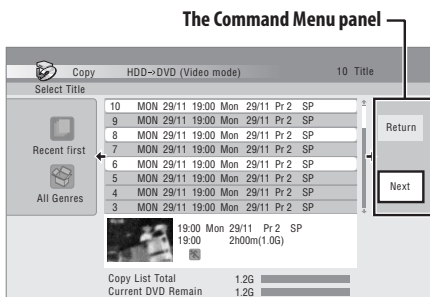 The Command Menu panel
Copy HDD->DVD (Video mode) 10 Title
Select Title
Recent first
All Genres
10 MON 29/11 19:00 Mon 29/11 Pr 2 SP
9 MON 29/11 19:00 Mon 29/11 Pr 2 SP
8 MON 29/11 19:00 Mon 29/11 Pr 2 SP
7 MON 29/11 19:00 Mon 29/11 Pr 2 SP
6 MON 29/11 19:00 Mon 29/11 Pr 2 SP
5 MON 29/11 19:00 Mon 29/11 Pr 2 SP
4 MON 29/11 19:00 Mon 29/11 Pr 2 SP
3 MON 29/11 19:00 Mon 29/11 Pr 2 SP
Return
Next
19:00 Mon 29/11 Pr 2 SP
19:00 2h00m(1.0G)
Copy List Total 1.2G
Current DVD Remain 1.2G